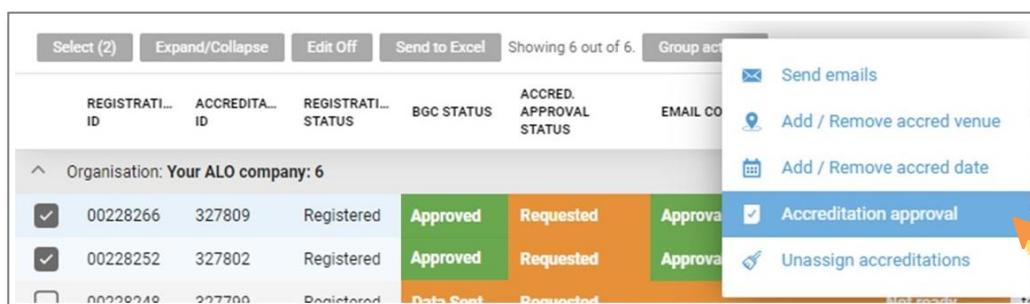 Select (2) Expand/Collapse Edit Off Send to Excel Showing 6 out of 6. Group act
Send emails
REGISTRATI... ID ACCREDITA... ID REGISTRATI... STATUS BGC STATUS ACCRED. APPROVAL STATUS EMAIL CO
Add / Remove accred venue
Organisation: Your ALO company: 6
Add / Remove accred date
00228266 327809 Registered Approved Requested Approva
Accreditation approval
00228252 327802 Registered Approved Requested Approva
Unassign accreditations
00228248 327799 Registered Data Sent Requested Not ready